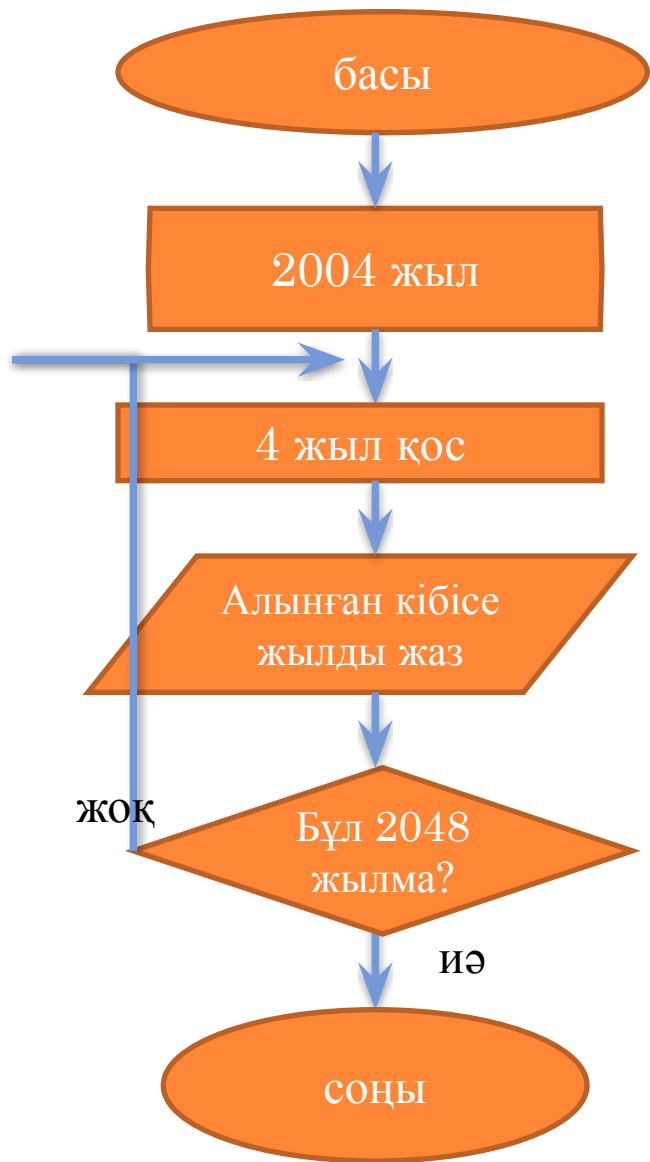 басы
2004 жыл
4 жыл қос
Алынған кібісе
жылды жаз
жоқ
Бұл 2048
жылма?
иә
соңы